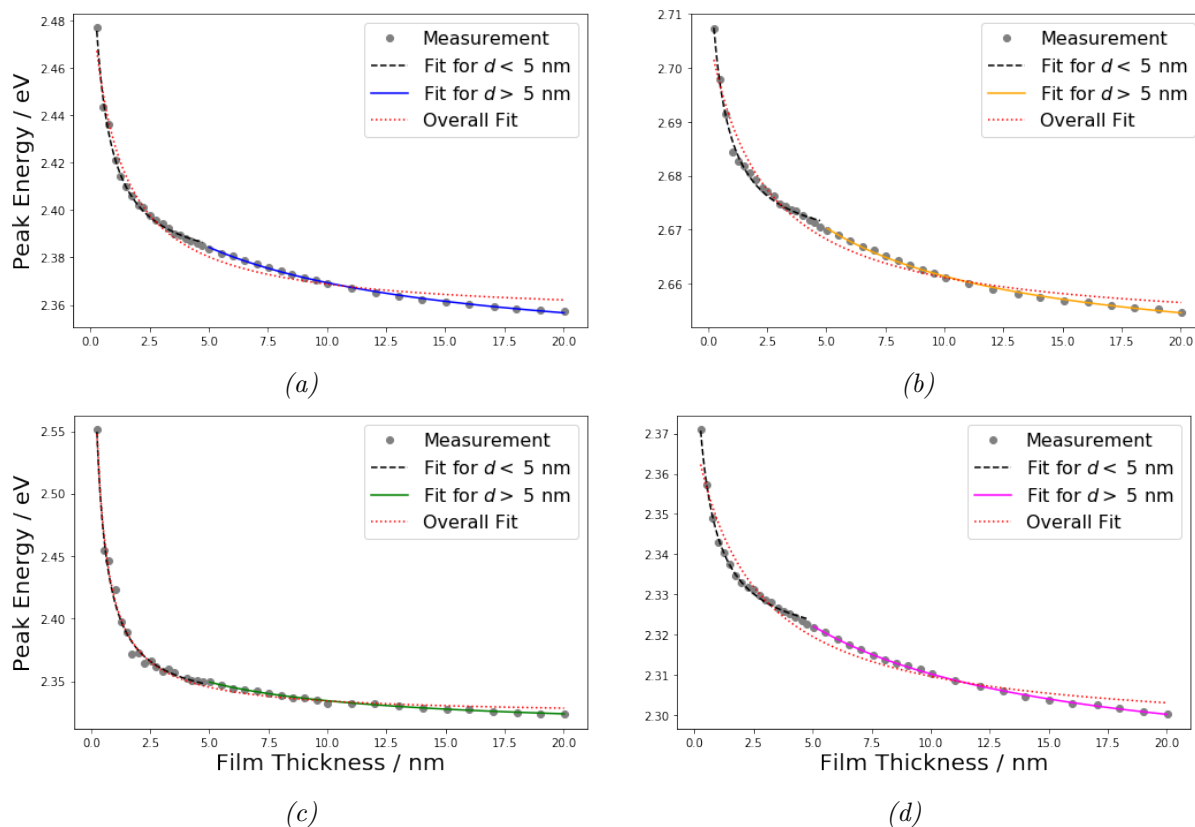 2.48
2.46
2.44
2.42
2.40
2.38
2.36
Peak Energy / eV
Measurement
Fit for d < 5 nm
Fit for d > 5 nm
Overall Fit
0.0 2.5 5.0 7.5 10.0 12.5 15.0 17.5 20.0
(a)
2.71
2.70
2.69
2.68
2.67
2.66
Measurement
Fit for d < 5 nm
Fit for d > 5 nm
Overall Fit
0.0 2.5 5.0 7.5 10.0 12.5 15.0 17.5 20.0
(b)
2.55
2.50
2.45
2.40
2.35
Peak Energy / eV
Measurement
Fit for d < 5 nm
Fit for d > 5 nm
Overall Fit
0.0 2.5 5.0 7.5 10.0 12.5 15.0 17.5 20.0
Film Thickness / nm
(c)
2.37
2.36
2.35
2.34
2.33
2.32
2.31
2.30
Measurement
Fit for d < 5 nm
Fit for d > 5 nm
Overall Fit
0.0 2.5 5.0 7.5 10.0 12.5 15.0 17.5 20.0
Film Thickness / nm
(d)